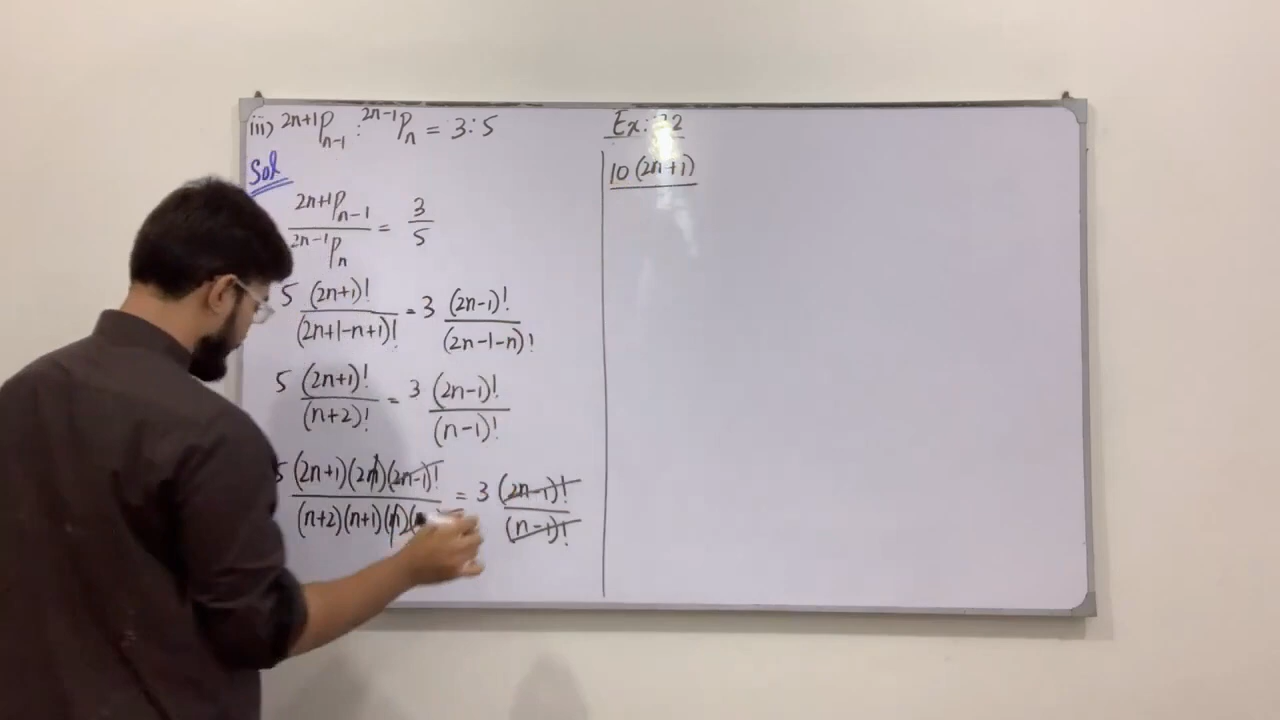 iii) ²ⁿ⁺¹Pₙ₋₁ : ²ⁿ⁻¹Pₙ = 3:5
Sol
²ⁿ⁺¹Pₙ₋₁ / ²ⁿ⁻¹Pₙ = 3/5
5 (2n+1)! / (2n+1-n+1)! = 3 (2n-1)! / (2n-1-n)!
5 (2n+1)! / (n+2)! = 3 (2n-1)! / (n-1)!
5 (2n+1)(2n)(2n-1)! / (n+2)(n+1)(n)( = 3 (2n-1)! / (n-1)!
Ex:
10(2n+1)